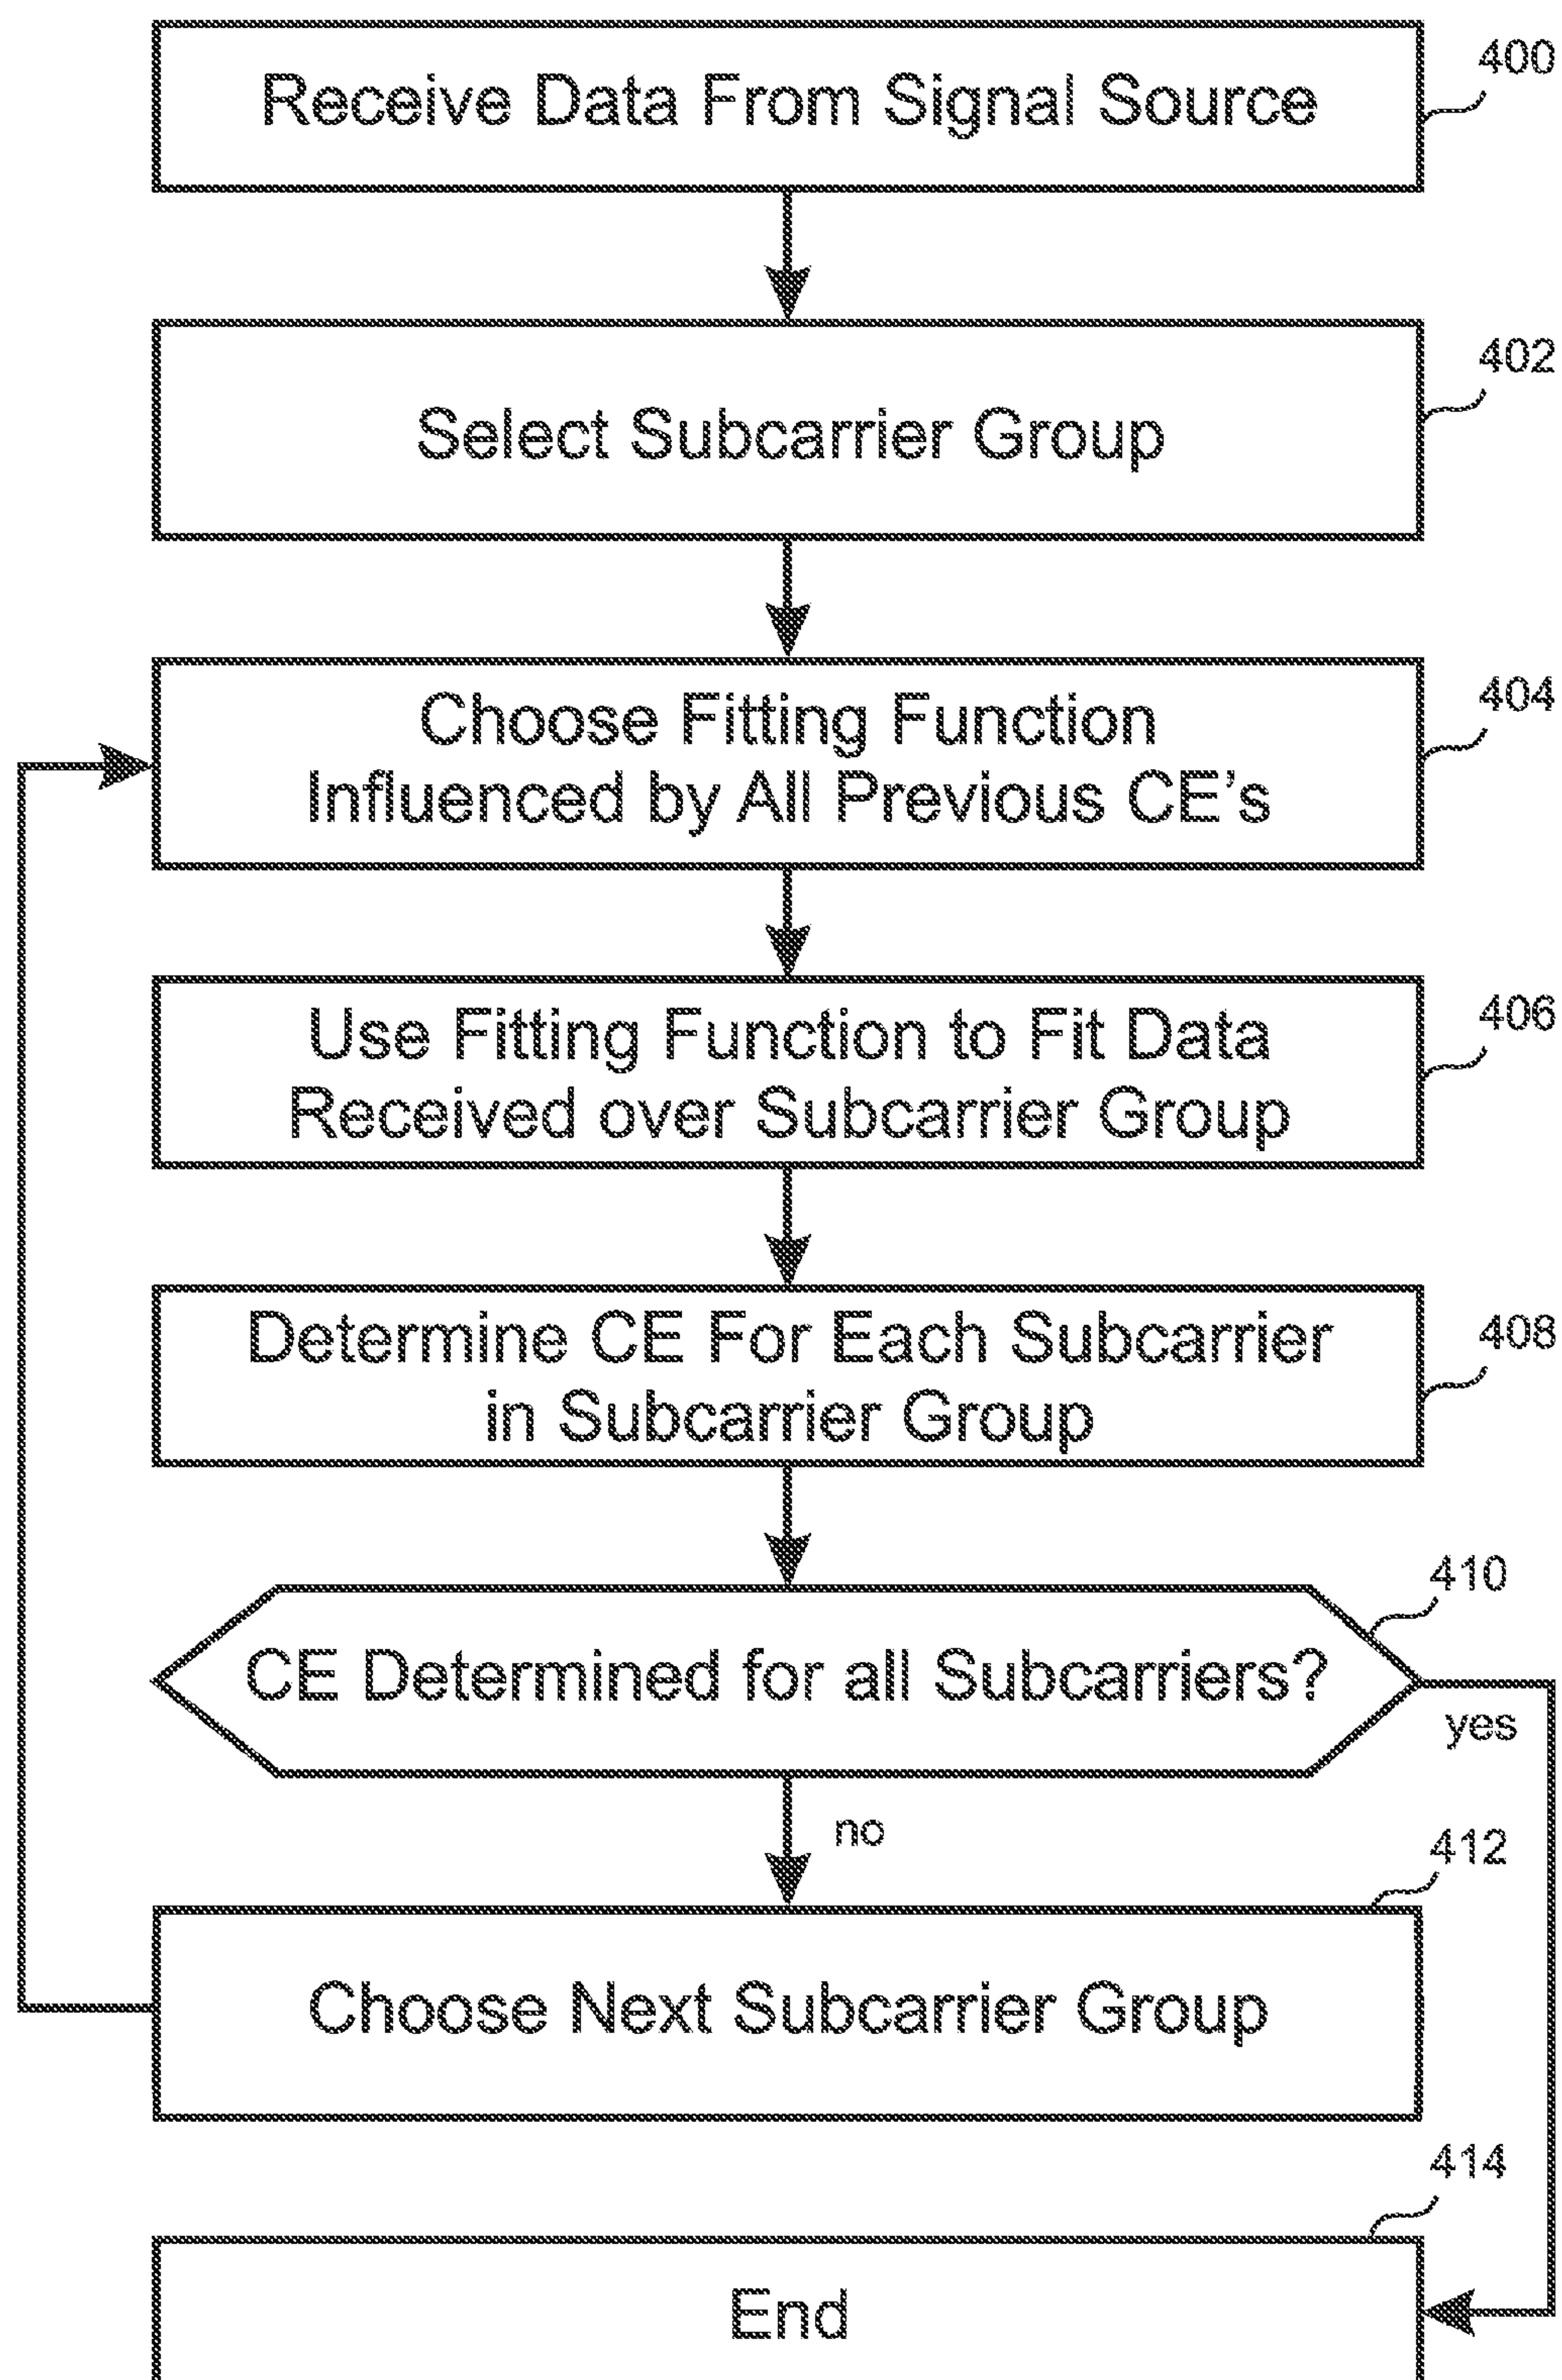 400
Receive Data From Signal Source
402
Select Subcarrier Group
404
Choose Fitting Function
Influenced by All Previous CE's
406
Use Fitting Function to Fit Data
Received over Subcarrier Group
408
Determine CE For Each Subcarrier
in Subcarrier Group
410
CE Determined for all Subcarriers?
yes
no
412
Choose Next Subcarrier Group
414
End